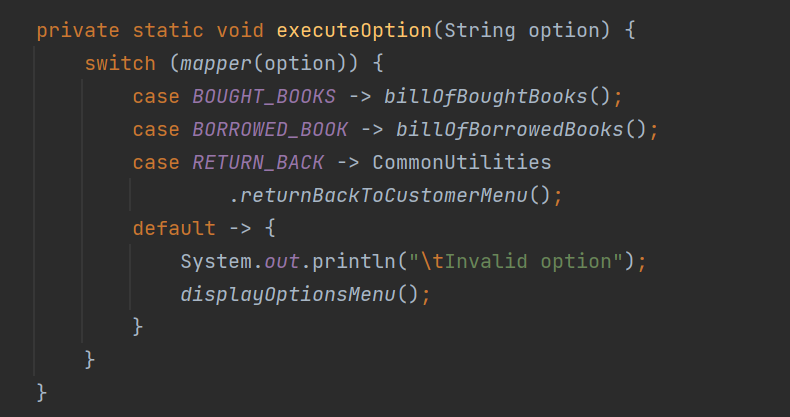 private static void executeOption(String option) {
    switch (mapper(option)) {
        case BOUGHT_BOOKS -> billOfBoughtBooks();
        case BORROWED_BOOK -> billOfBorrowedBooks();
        case RETURN_BACK -> CommonUtilities
                .returnBackToCustomerMenu();
        default -> {
            System.out.println("\tInvalid option");
            displayOptionsMenu();
        }
    }
}